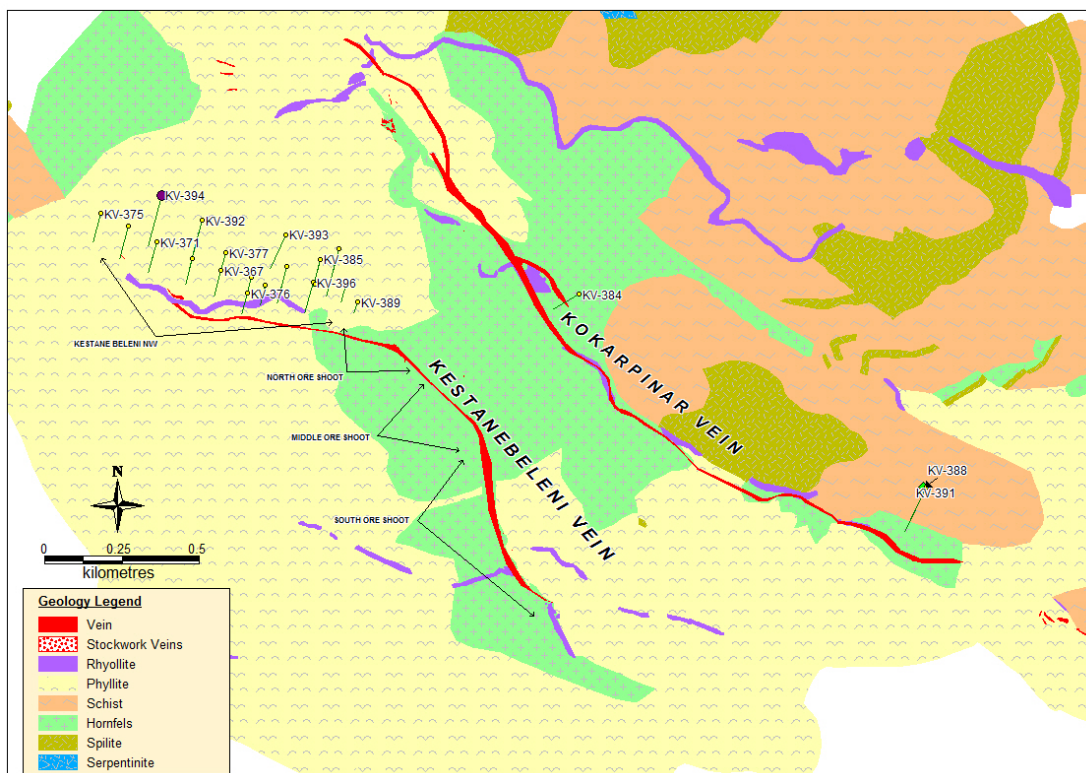 KV-394
KV-375
KV-392
KV-371
KV-393
KV-377
KV-385
KV-367
KV-376
KV-396
KV-389
KV-384
KESTANE BELENI NW
NORTH ORE SHOOT
MIDDLE ORE SHOOT
SOUTH ORE SHOOT
KOKARPINAR VEIN
KESTANEBELENI VEIN
KV-388
KV-391
N
0 0.25 0.5
kilometres
Geology Legend
Vein
Stockwork Veins
Rhyollite
Phyllite
Schist
Hornfels
Spilite
Serpentinite